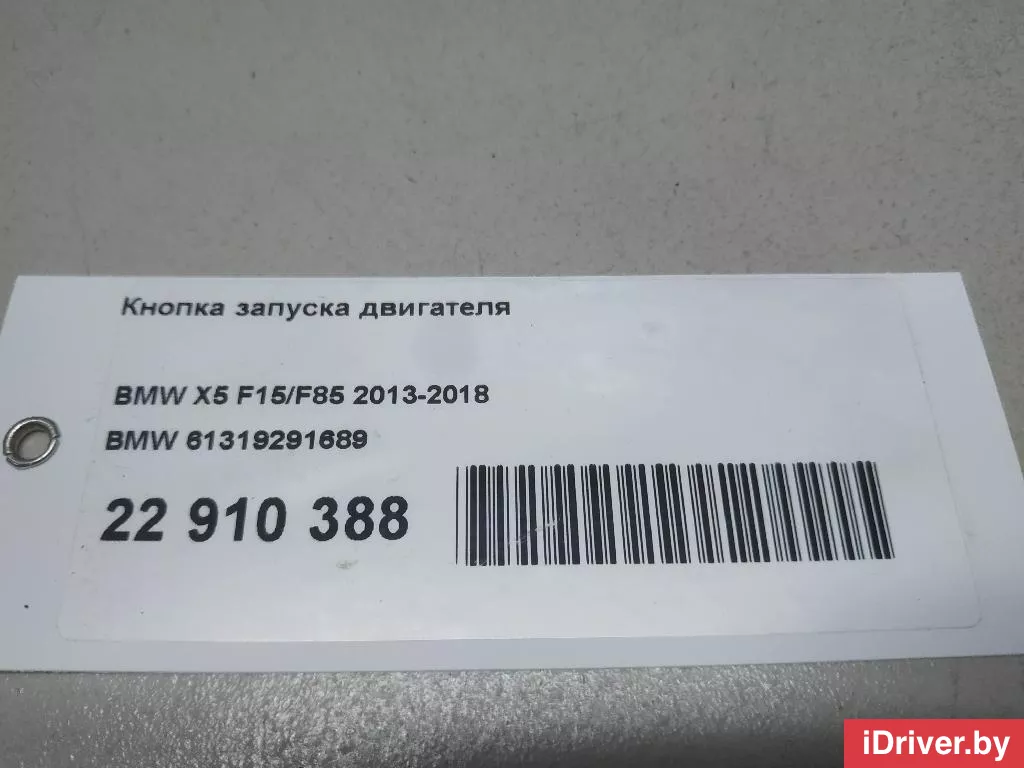 Кнопка запуска двигателя
BMW X5 F15/F85 2013-2018
BMW 61319291689
22 910 388
iDriver.by